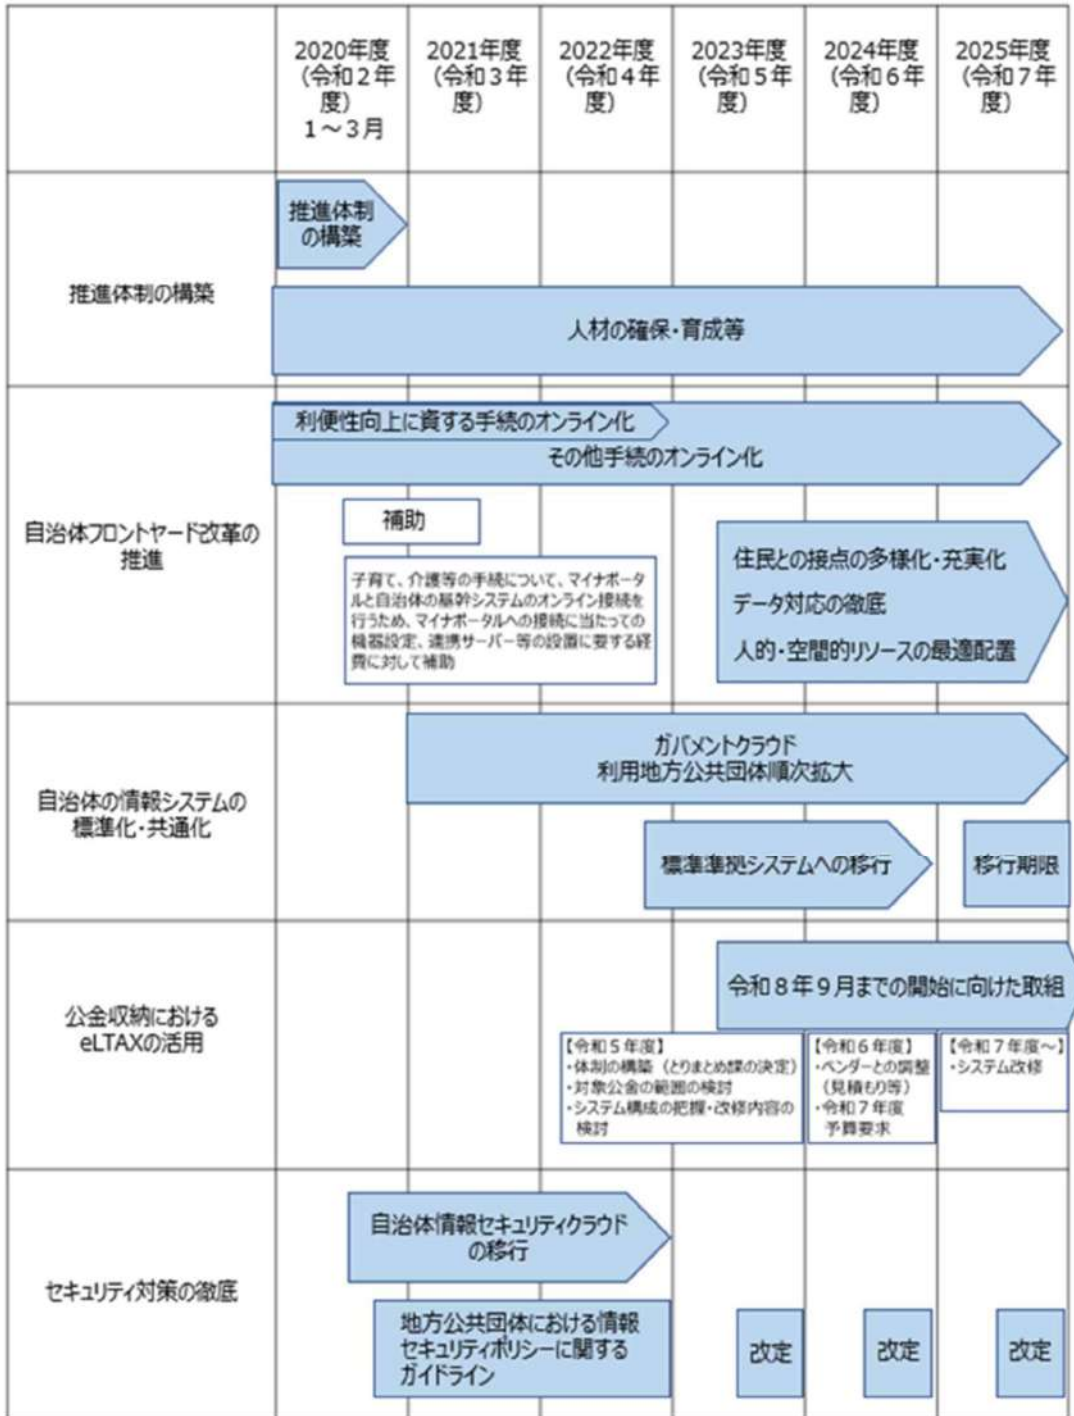 2020年度
(令和２年
度)
１～３月
2021年度
(令和３年
度)
2022年度
(令和４年
度)
2023年度
(令和５年
度)
2024年度
(令和６年
度)
2025年度
(令和７年
度)
推進体制の構築
推進体制
の構築
人材の確保・育成等
自治体フロントヤード改革の
推進
利便性向上に資する手続のオンライン化
その他手続のオンライン化
補助
子育て、介護等の手続について、マイナポータ
ルと自治体の基幹システムのオンライン接続を
行うため、マイナポータルへの接続に当たっての
機器設定、連携サーバー等の設置に要する経
費に対して補助
住民との接点の多様化・充実化
データ対応の徹底
人的・空間的リソースの最適配置
自治体の情報システムの
標準化・共通化
ガバメントクラウド
利用地方公共団体順次拡大
標準準拠システムへの移行
移行期限
公金収納における
eLTAXの活用
令和８年９月までの開始に向けた取組
【令和５年度】
・体制の構築（とりまとめ課の決定）
・対象公金の範囲の検討
・システム構成の把握・改修内容の
検討
【令和６年度】
・ベンダーとの調整
（見積もり等）
・令和７年度
予算要求
【令和７年度～】
・システム改修
セキュリティ対策の徹底
自治体情報セキュリティクラウド
の移行
地方公共団体における情報
セキュリティポリシーに関する
ガイドライン
改定
改定
改定